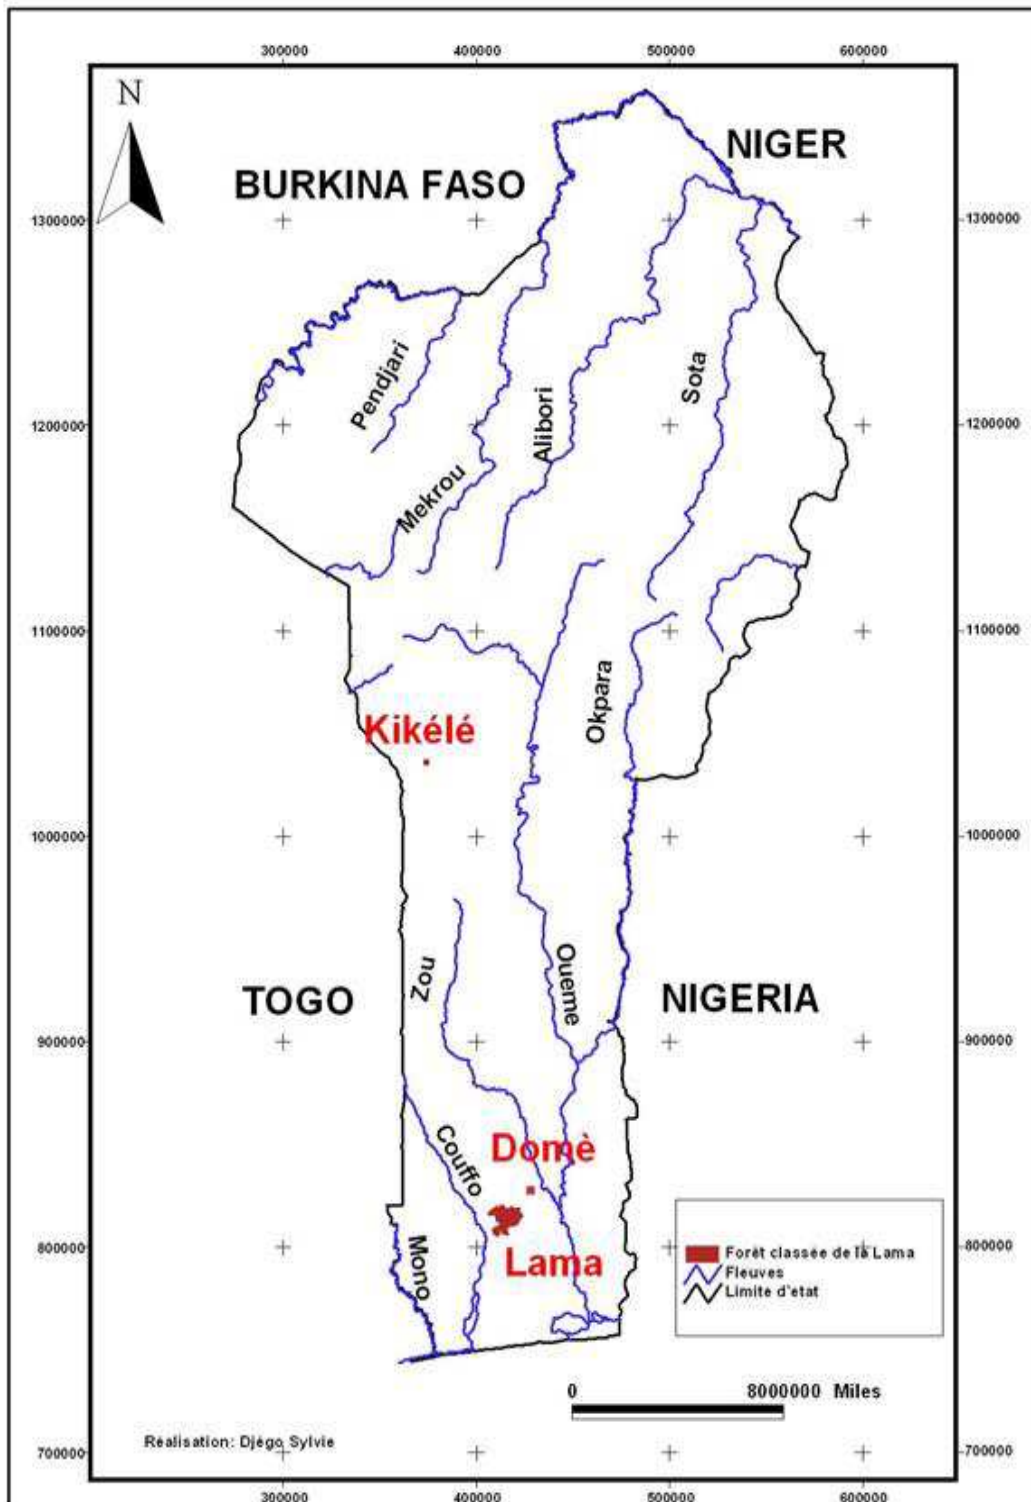 300000 400000 500000 600000
N
NIGER
BURKINA FASO
1300000 1300000
Pendjari
Sota
Alibori
1200000 1200000
Mekrou
1100000 1100000
Okpara
Kikélé
1000000 1000000
Zou
Oueme
TOGO
NIGERIA
900000 900000
Couffo
Domè
Mono
Lama
800000 800000
Forêt classée de la Lama
Fleuves
Limite d'etat
0 8000000 Miles
Réalisation: Djègo Sylvie
700000 700000
300000 400000 500000 600000